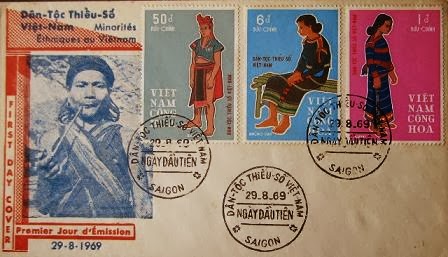 Dân-Tộc Thiểu-Số
Việt-Nam Minorités
Ethniques au Viêtnam
FIRST DAY COVER
Premier Jour d'Émission
29-8-1969
50đ
BƯU-CHÍNH
VIỆT NAM CỘNG HÒA
6đ
BƯU-CHÍNH
DÂN-TỘC THIỂU-SỐ VIỆT-NAM
VIỆT NAM CỘNG HÒA
1đ
BƯU-CHÍNH
VIỆT NAM CỘNG HOA
DÂN-TỘC THIỂU-SỐ VIỆT-NAM
29.8.69
NGÀY ĐẦU TIÊN
SAIGON
DÂN-TỘC THIỂU-SỐ VIỆT-NAM
29.8.69
NGÀY ĐẦU TIÊN
SAIGON
DÂN-TỘC THIỂU-SỐ VIỆT-NAM
29.8.69
NGÀY ĐẦU TIÊN
SAIGON